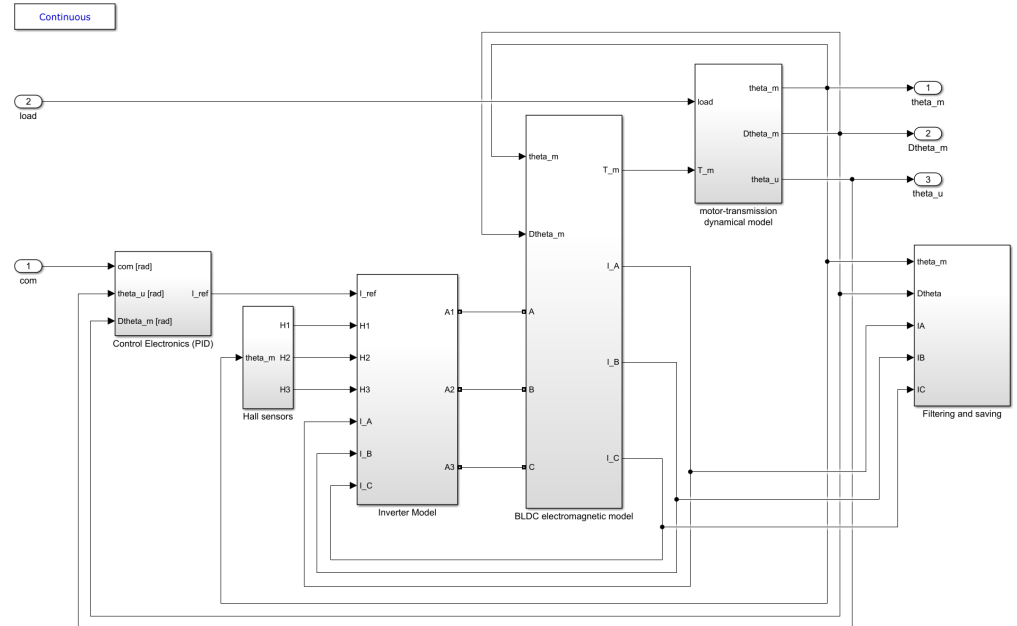 Continuous
2
load
load
T_m
theta_m
Dtheta_m
theta_u
motor-transmission
dynamical model
1
theta_m
2
Dtheta_m
3
theta_u
theta_m
Dtheta_m
A
B
C
T_m
I_A
I_B
I_C
BLDC electromagnetic model
1
com
com [rad]
theta_u [rad]
Dtheta_m [rad]
I_ref
Control Electronics (PID)
theta_m
H1
H2
H3
Hall sensors
I_ref
H1
H2
H3
I_A
I_B
I_C
A1
A2
A3
Inverter Model
theta_m
Dtheta
IA
IB
IC
Filtering and saving